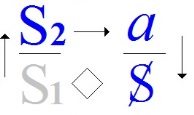 ↑ S₂ → a ↓
S₁ ◇ $